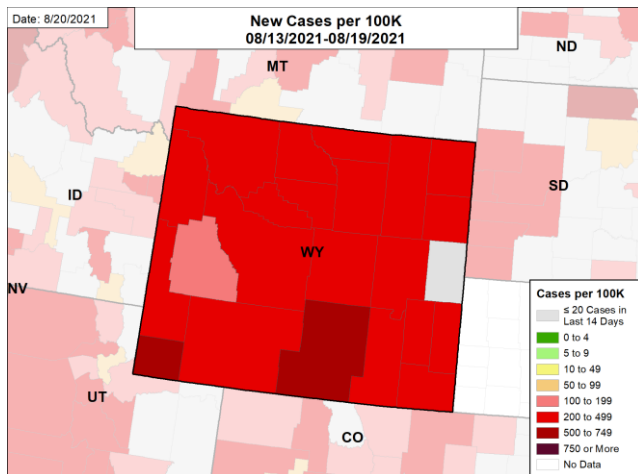 Date: 8/20/2021
New Cases per 100K
08/13/2021-08/19/2021
ND
MT
ID
SD
WY
NV
UT
CO
Cases per 100K
≤ 20 Cases in
Last 14 Days
0 to 4
5 to 9
10 to 49
50 to 99
100 to 199
200 to 499
500 to 749
750 or More
No Data